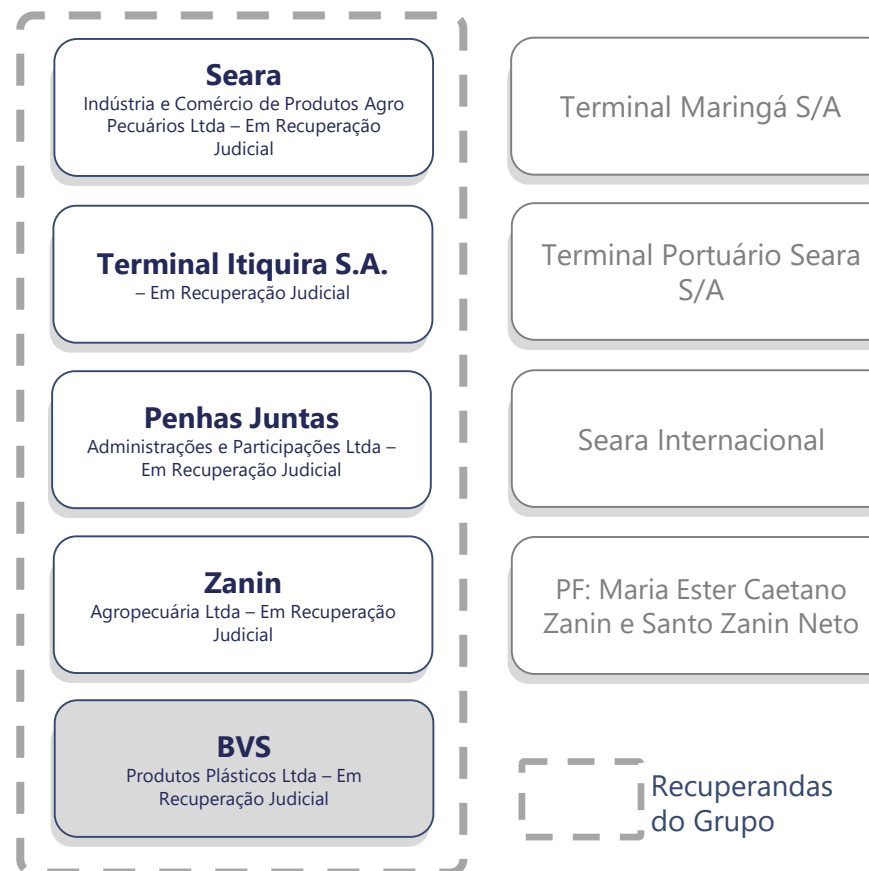 Seara
Indústria e Comércio de Produtos Agro
Pecuários Ltda – Em Recuperação
Judicial
Terminal Itiquira S.A.
– Em Recuperação Judicial
Penhas Juntas
Administrações e Participações Ltda –
Em Recuperação Judicial
Zanin
Agropecuária Ltda – Em Recuperação
Judicial
BVS
Produtos Plásticos Ltda – Em
Recuperação Judicial
Terminal Maringá S/A
Terminal Portuário Seara
S/A
Seara Internacional
PF: Maria Ester Caetano
Zanin e Santo Zanin Neto
Recuperandas
do Grupo